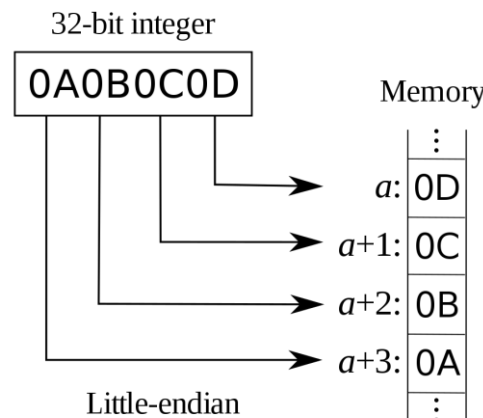 32-bit integer
0A0B0C0D
Memory
⋮
a: 0D
a+1: 0C
a+2: 0B
a+3: 0A
⋮
Little-endian